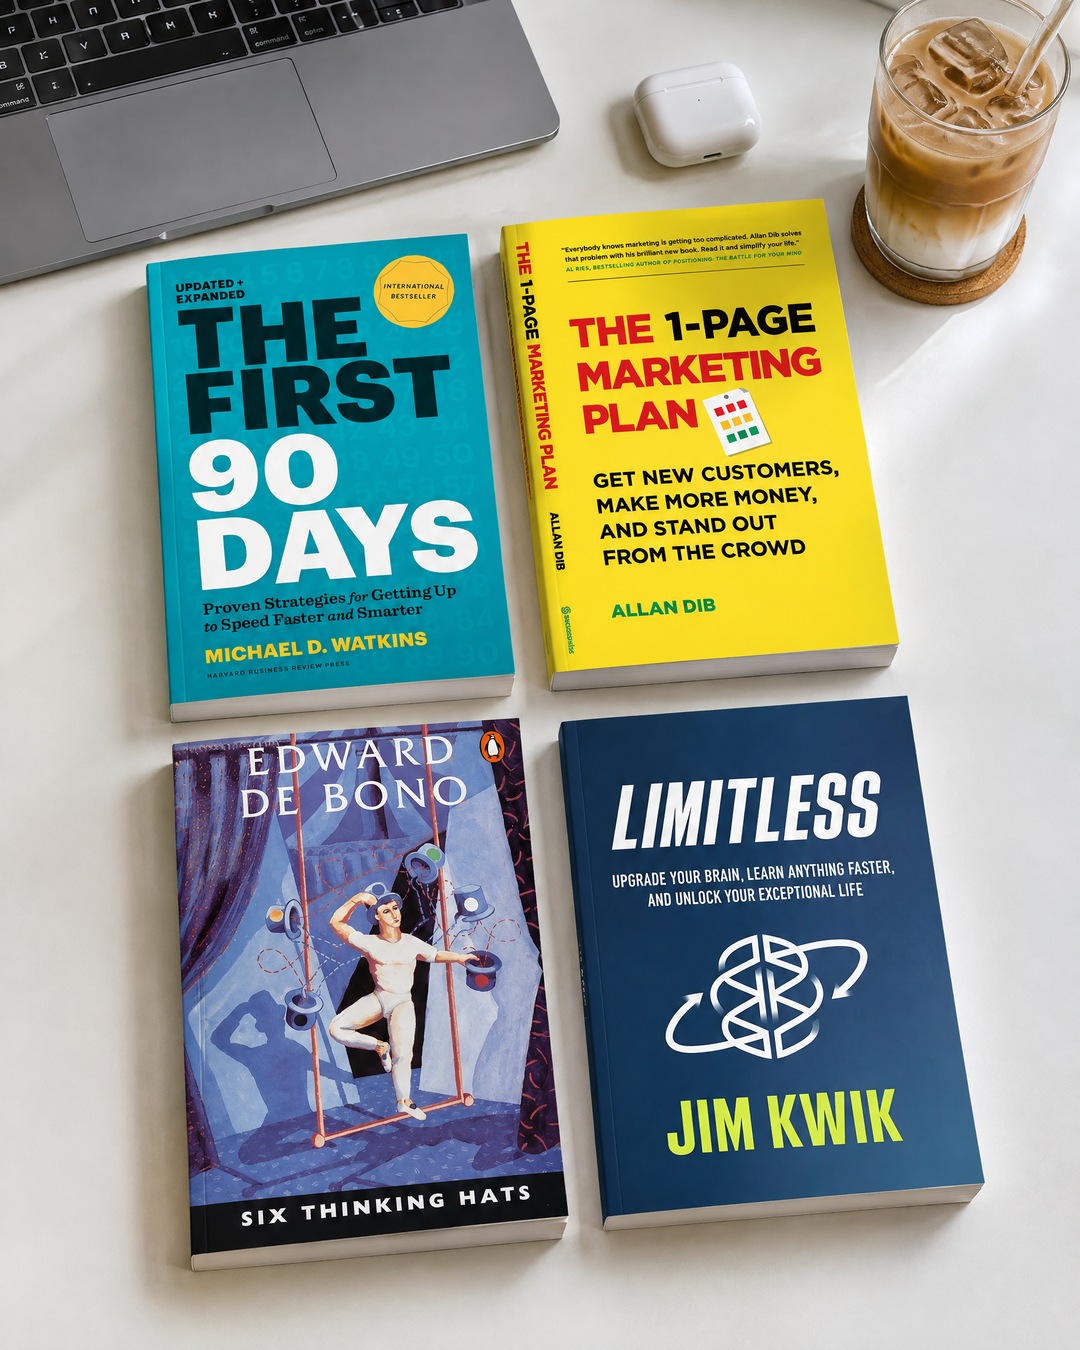 command
option
command
UPDATED +
EXPANDED
INTERNATIONAL
BESTSELLER
THE
FIRST
90
DAYS
Proven Strategies for Getting Up
to Speed Faster and Smarter
MICHAEL D. WATKINS
HARVARD BUSINESS REVIEW PRESS
THE 1-PAGE MARKETING PLAN
ALLAN DIB
"Everybody knows marketing is getting too complicated. Allan Dib solves
that problem with his brilliant new book. Read it and simplify your life."
AL RIES, BESTSELLING AUTHOR OF POSITIONING: THE BATTLE FOR YOUR MIND
THE 1-PAGE
MARKETING
PLAN
GET NEW CUSTOMERS,
MAKE MORE MONEY,
AND STAND OUT
FROM THE CROWD
ALLAN DIB
EDWARD
DE BONO
SIX THINKING HATS
LIMITLESS
UPGRADE YOUR BRAIN, LEARN ANYTHING FASTER,
AND UNLOCK YOUR EXCEPTIONAL LIFE
JIM KWIK